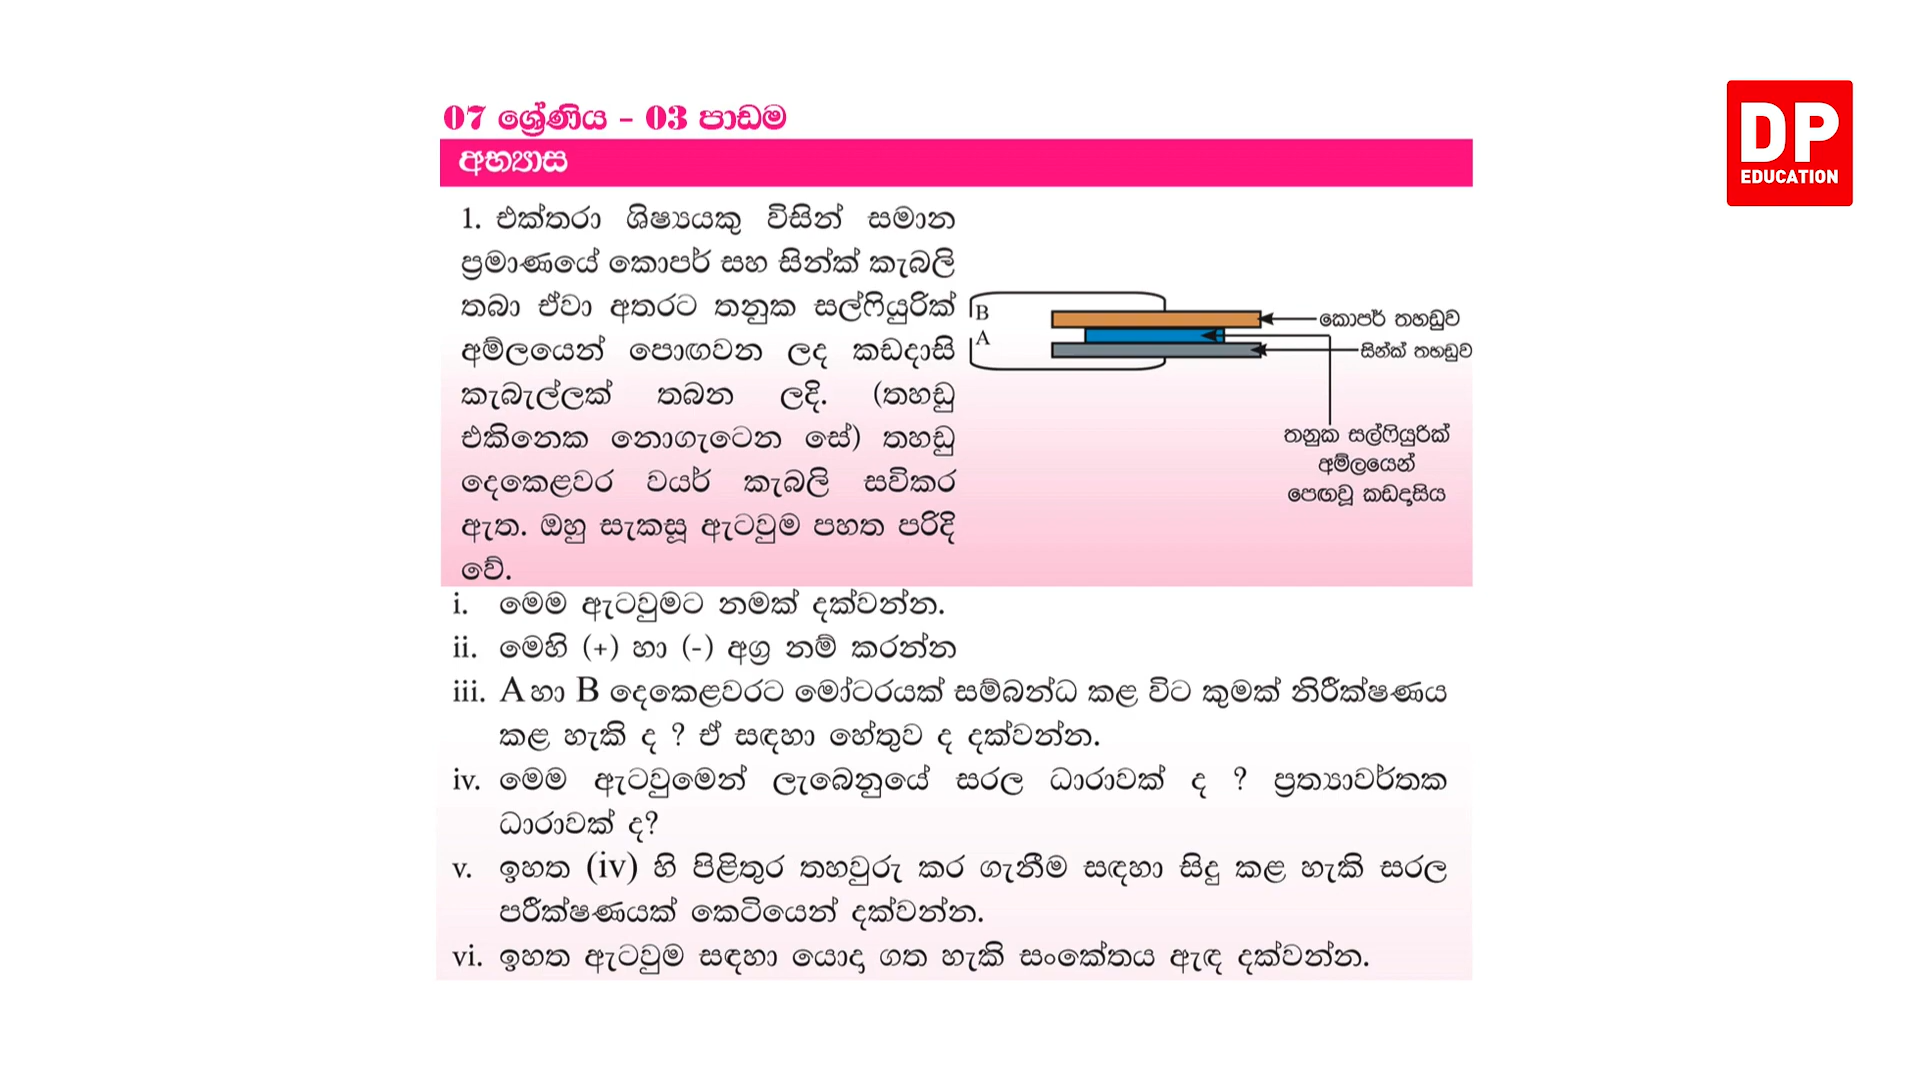 07 ශ්‍රේණිය - 03 පාඩම
DP
EDUCATION
අභ්‍යාස
1. එක්තරා ශිෂ්‍යයකු විසින් සමාන
ප්‍රමාණයේ කොපර් සහ සින්ක් කැබලි
තබා ඒවා අතරට තනුක සල්ෆියුරික්
අම්ලයෙන් පොඟවන ලද කඩදාසි
කැබැල්ලක් තබන ලදි. (තහඩු
එකිනෙක නොගැටෙන සේ) තහඩු
දෙකෙළවර වයර් කැබලි සවිකර
ඇත. ඔහු සැකසූ ඇටවුම පහත පරිදි
වේ.
B
A
කොපර් තහඩුව
සින්ක් තහඩුව
තනුක සල්ෆියුරික්
අම්ලයෙන්
පෙඟවූ කඩදාසිය
i. මෙම ඇටවුමට නමක් දක්වන්න.
ii. මෙහි (+) හා (-) අග්‍ර නම් කරන්න
iii. A හා B දෙකෙළවරට මෝටරයක් සම්බන්ධ කළ විට කුමක් නිරීක්ෂණය
කළ හැකි ද ? ඒ සඳහා හේතුව ද දක්වන්න.
iv. මෙම ඇටවුමෙන් ලැබෙනුයේ සරල ධාරාවක් ද ? ප්‍රත්‍යාවර්තක
ධාරාවක් ද?
v. ඉහත (iv) හි පිළිතුර තහවුරු කර ගැනීම සඳහා සිදු කළ හැකි සරල
පරීක්ෂණයක් කෙටියෙන් දක්වන්න.
vi. ඉහත ඇටවුම සඳහා යොදා ගත හැකි සංකේතය ඇඳ දක්වන්න.